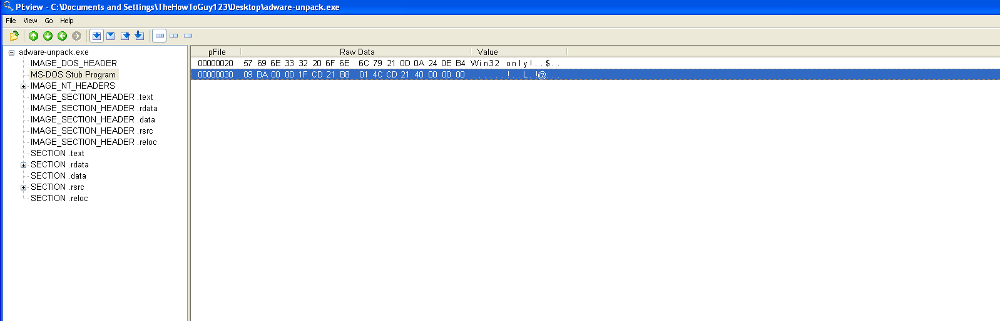 PEview - C:\Documents and Settings\TheHowToGuy123\Desktop\adware-unpack.exe
File View Go Help
adware-unpack.exe
IMAGE_DOS_HEADER
MS-DOS Stub Program
IMAGE_NT_HEADERS
IMAGE_SECTION_HEADER .text
IMAGE_SECTION_HEADER .rdata
IMAGE_SECTION_HEADER .data
IMAGE_SECTION_HEADER .rsrc
IMAGE_SECTION_HEADER .reloc
SECTION .text
SECTION .rdata
SECTION .data
SECTION .rsrc
SECTION .reloc
pFile Raw Data Value
00000020 57 69 6E 33 32 20 6F 6E 6C 79 21 0D 0A 24 0E B4 Win32 only!..$..
00000030 09 BA 00 00 1F CD 21 B8 01 4C CD 21 40 00 00 00 ......!..L.!@...